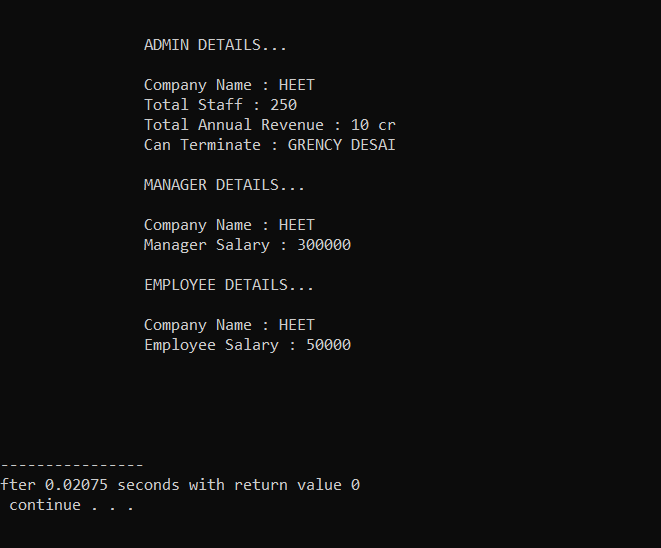 ADMIN DETAILS...
Company Name : HEET
Total Staff : 250
Total Annual Revenue : 10 cr
Can Terminate : GRENCY DESAI
MANAGER DETAILS...
Company Name : HEET
Manager Salary : 300000
EMPLOYEE DETAILS...
Company Name : HEET
Employee Salary : 50000
----------------
fter 0.02075 seconds with return value 0
continue . . .